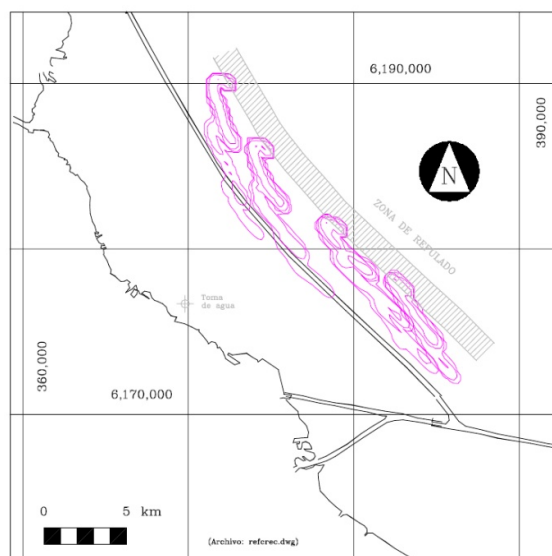 6,190,000
390,000
N
ZONA DE REFULADO
Toma
de agua
360,000
6,170,000
0 5 km
(Archivo: refcrec.dwg)